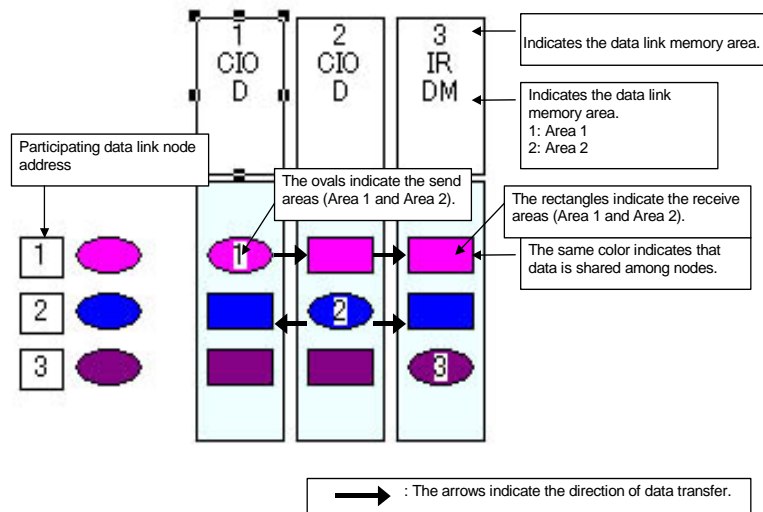 1
CIO
D
2
CIO
D
3
IR
DM
Indicates the data link memory area.
Indicates the data link
memory area.
1: Area 1
2: Area 2
Participating data link node
address
The ovals indicate the send
areas (Area 1 and Area 2).
The rectangles indicate the receive
areas (Area 1 and Area 2).
The same color indicates that
data is shared among nodes.
1
1
2
2
3
3
: The arrows indicate the direction of data transfer.